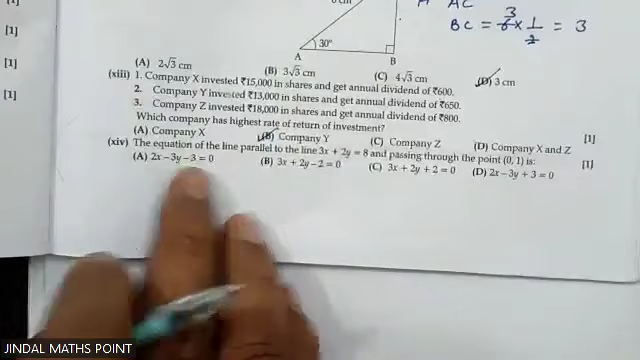 [1]
[1]
[1]
[1]
6 cm
AC
BC = 6 × 1/2 = 3
3
30°
A
B
(A) 2√3 cm
(B) 3√3 cm
(C) 4√3 cm
(D) 3 cm
(xiii) 1. Company X invested ₹15,000 in shares and get annual dividend of ₹600.
2. Company Y invested ₹13,000 in shares and get annual dividend of ₹650.
3. Company Z invested ₹18,000 in shares and get annual dividend of ₹800.
Which company has highest rate of return of investment?
(A) Company X
(B) Company Y
(C) Company Z
(D) Company X and Z
[1]
(xiv) The equation of the line parallel to the line 3x + 2y = 8 and passing through the point (0, 1) is:
[1]
(A) 2x − 3y − 3 = 0
(B) 3x + 2y − 2 = 0
(C) 3x + 2y + 2 = 0
(D) 2x − 3y + 3 = 0
JINDAL MATHS POINT